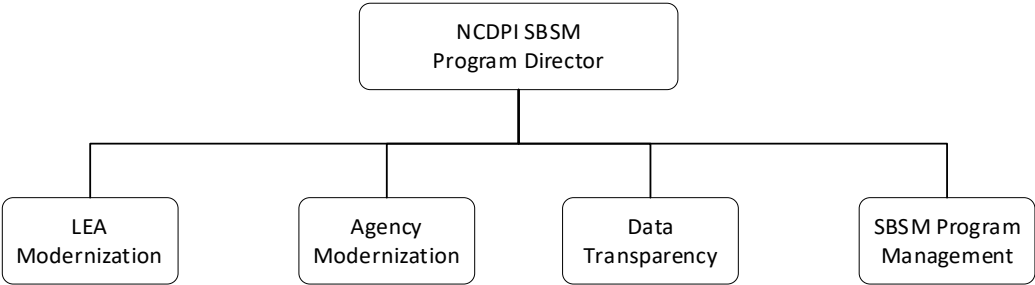 NCDPI SBSM
Program Director
LEA
Modernization
Agency
Modernization
Data
Transparency
SBSM Program
Management